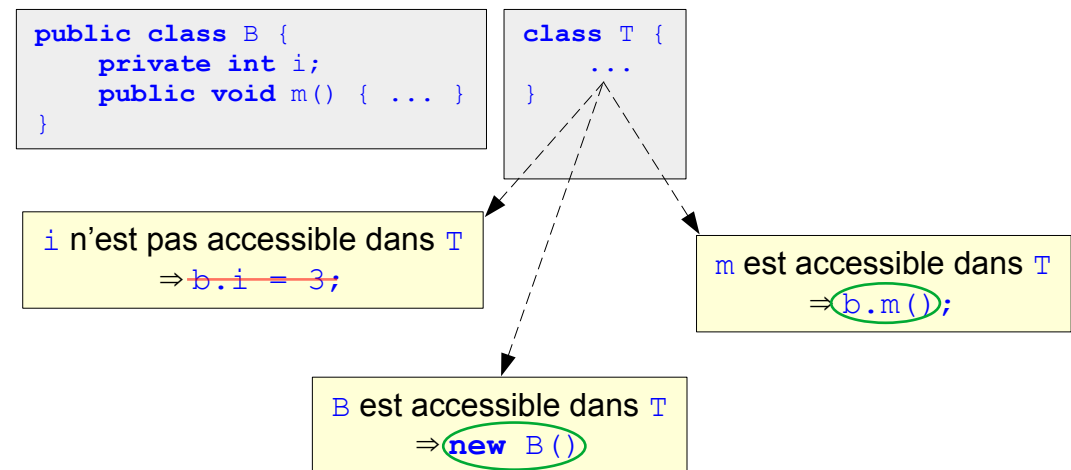 public class B {
private int i;
public void m() { ... }
}
class T {
...
}
i n’est pas accessible dans T
⇒ b.i = 3;
m est accessible dans T
⇒ b.m();
B est accessible dans T
⇒ new B()